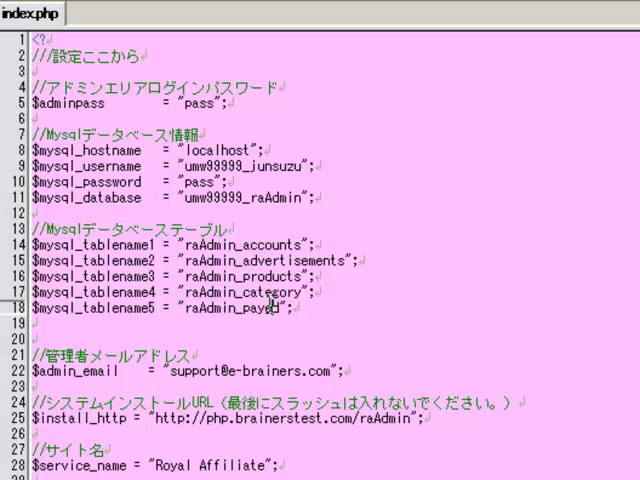 index.php
1 <?
2 ///設定ここから
3
4 //アドミンエリアログインパスワード
5 $adminpass = "pass";
6
7 //Mysqlデータベース情報
8 $mysql_hostname = "localhost";
9 $mysql_username = "umw99999_junsuzu";
10 $mysql_password = "pass";
11 $mysql_database = "umw99999_raAdmin";
12
13 //Mysqlデータベーステーブル
14 $mysql_tablename1 = "raAdmin_accounts";
15 $mysql_tablename2 = "raAdmin_advertisements";
16 $mysql_tablename3 = "raAdmin_products";
17 $mysql_tablename4 = "raAdmin_category";
18 $mysql_tablename5 = "raAdmin_payed";
19
20
21 //管理者メールアドレス
22 $admin_email = "support@e-brainers.com";
23
24 //システムインストールURL（最後にスラッシュは入れないでください。）
25 $install_http = "http://php.brainerstest.com/raAdmin";
26
27 //サイト名
28 $service_name = "Royal Affiliate";